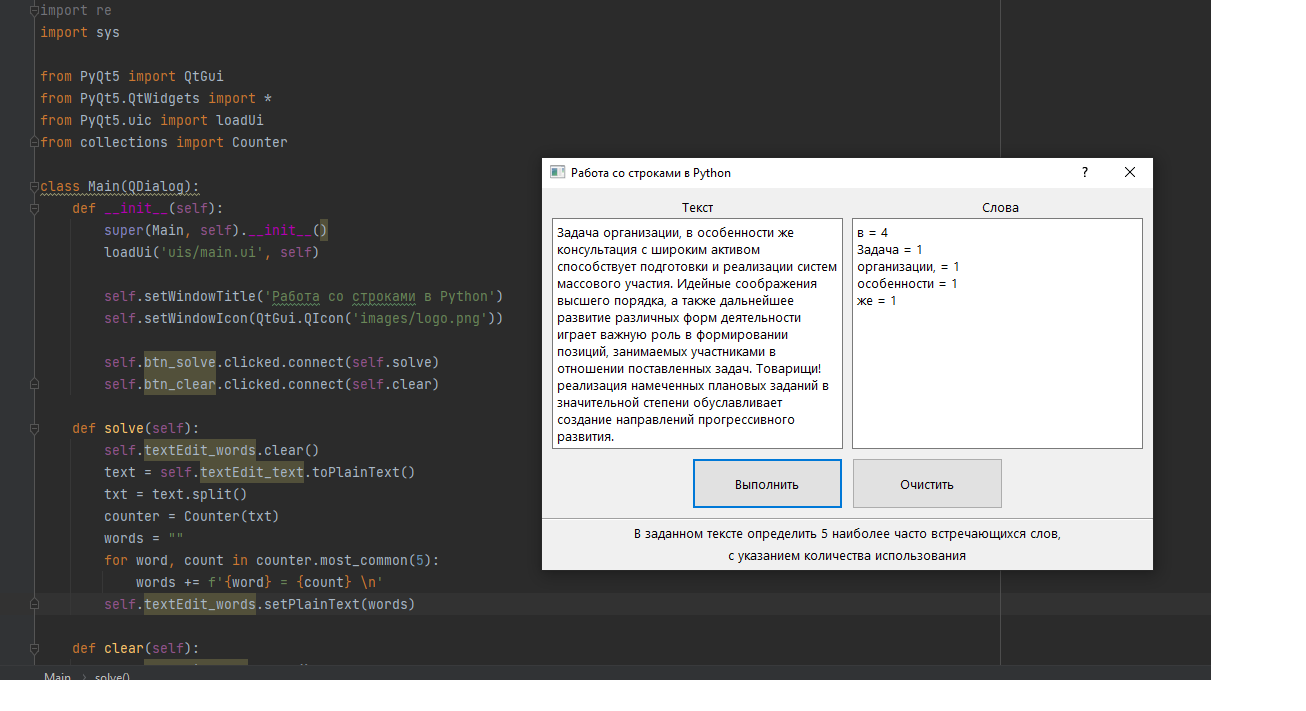 import re
import sys
from PyQt5 import QtGui
from PyQt5.QtWidgets import *
from PyQt5.uic import loadUi
from collections import Counter
class Main(QDialog):
def __init__(self):
super(Main, self).__init__()
loadUi('uis/main.ui', self)
self.setWindowTitle('Работа со строками в Python')
self.setWindowIcon(QtGui.QIcon('images/logo.png'))
self.btn_solve.clicked.connect(self.solve)
self.btn_clear.clicked.connect(self.clear)
def solve(self):
self.textEdit_words.clear()
text = self.textEdit_text.toPlainText()
txt = text.split()
counter = Counter(txt)
words = ""
for word, count in counter.most_common(5):
words += f'{word} = {count} \n'
self.textEdit_words.setPlainText(words)
def clear(self):
Main
solve()
Работа со строками в Python
?
Текст
Задача организации, в особенности же
консультация с широким активом
способствует подготовки и реализации систем
массового участия. Идейные соображения
высшего порядка, а также дальнейшее
развитие различных форм деятельности
играет важную роль в формировании
позиций, занимаемых участниками в
отношении поставленных задач. Товарищи!
реализация намеченных плановых заданий в
значительной степени обуславливает
создание направлений прогрессивного
развития.
Слова
в = 4
Задача = 1
организации, = 1
особенности = 1
же = 1
Выполнить
Очистить
В заданном тексте определить 5 наиболее часто встречающихся слов,
с указанием количества использования